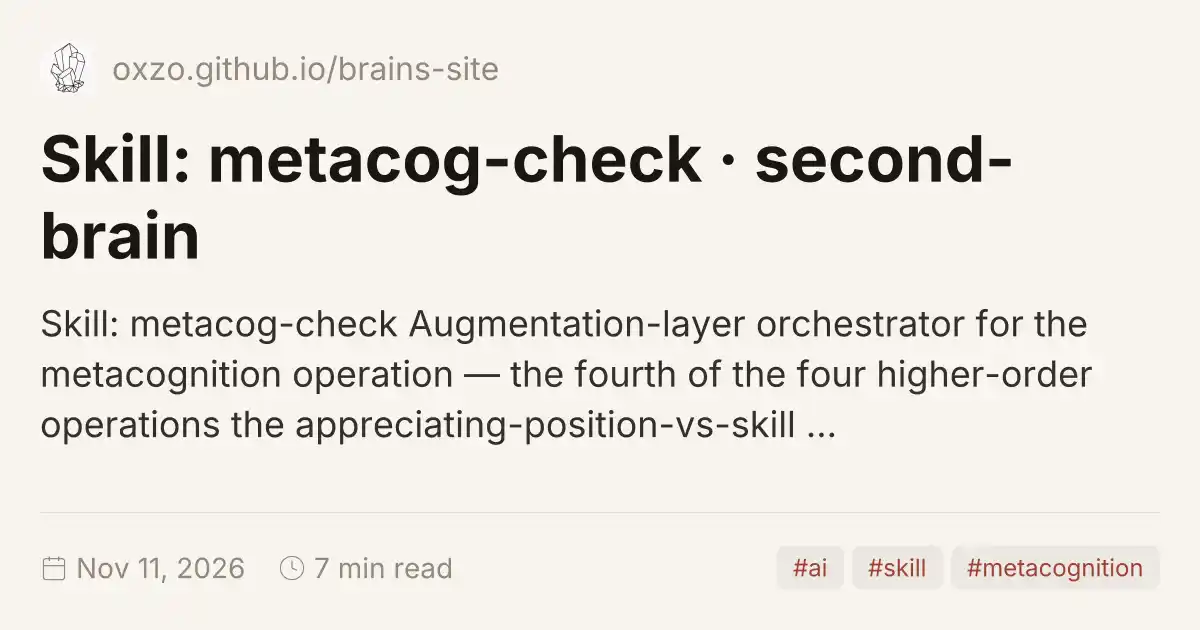 oxzo.github.io/brains-site
Skill: metacog-check · second-
brain
Skill: metacog-check Augmentation-layer orchestrator for the
metacognition operation — the fourth of the four higher-order
operations the appreciating-position-vs-skill ...
Nov 11, 2026 7 min read #ai #skill #metacognition